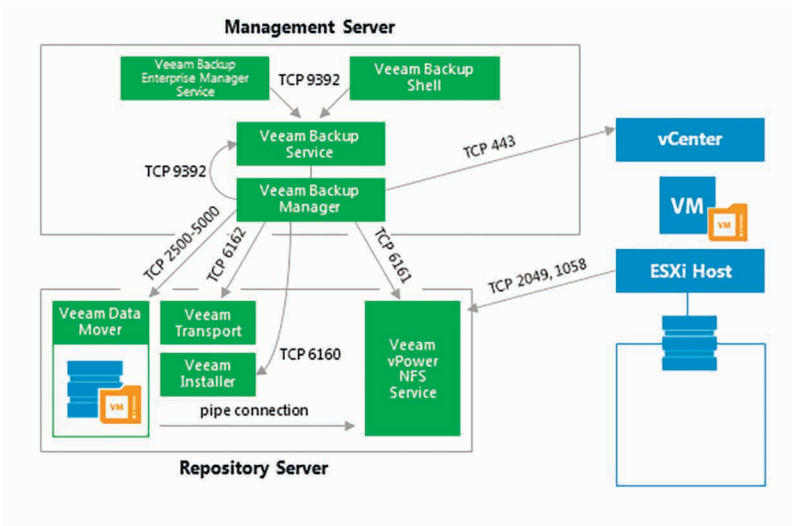 Management Server
Veeam Backup
Enterprise Manager
Service
TCP 9392
Veeam Backup
Shell
Veeam Backup
Service
TCP 9392
TCP 443
vCenter
Veeam Backup
Manager
VM
VM
TCP 2500-5000
TCP 6162
TCP 6161
TCP 2049, 1058
ESXi Host
Veeam Data
Mover
Veeam
Transport
TCP 6160
Veeam
Installer
Veeam
vPower
NFS
Service
VM
pipe connection
Repository Server